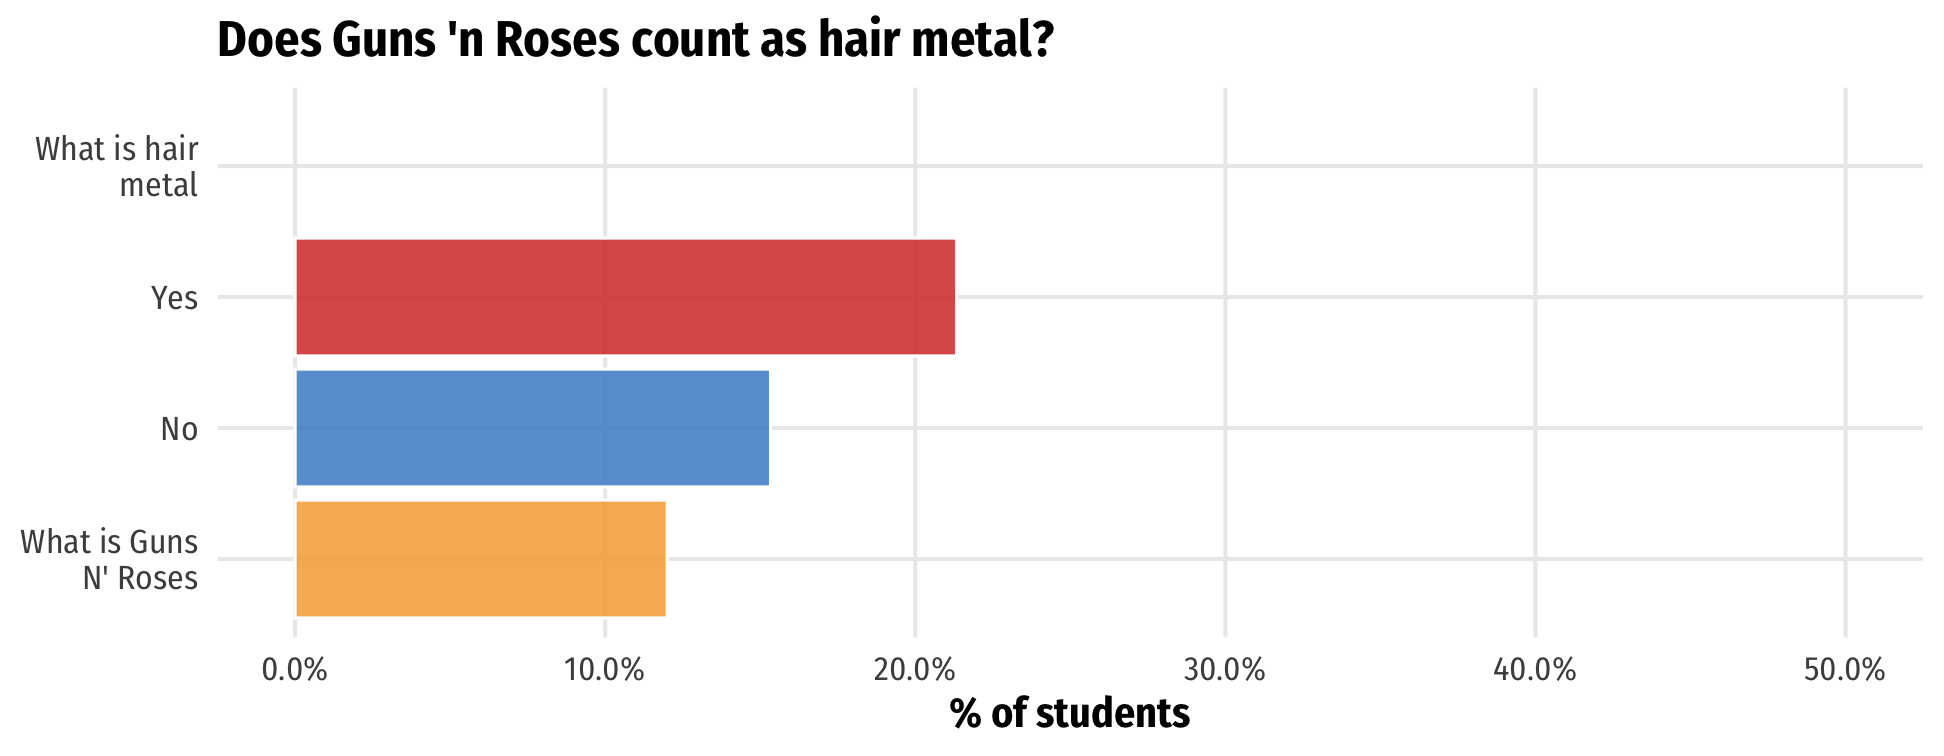 Does Guns 'n Roses count as hair metal?
What is hair
metal
Yes
No
What is Guns
N' Roses
0.0%
10.0%
20.0%
30.0%
40.0%
50.0%
% of students